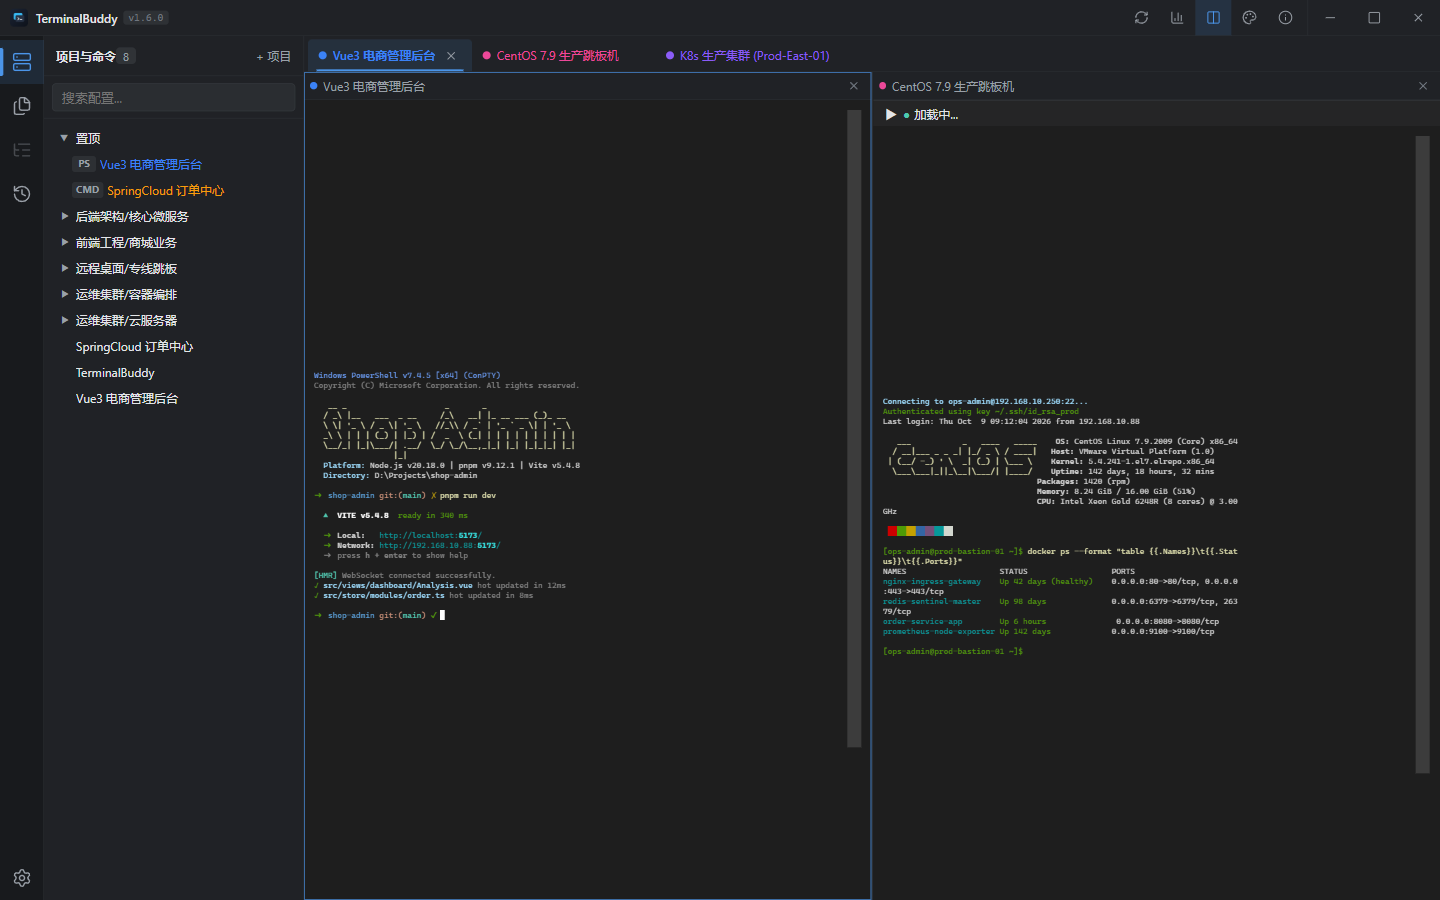 TerminalBuddy v1.6.0
项目与命令 8 + 项目
搜索配置...
置顶
PS Vue3 电商管理后台
CMD SpringCloud 订单中心
后端架构/核心微服务
前端工程/商城业务
远程桌面/专线跳板
运维集群/容器编排
运维集群/云服务器
SpringCloud 订单中心
TerminalBuddy
Vue3 电商管理后台
Vue3 电商管理后台
CentOS 7.9 生产跳板机
K8s 生产集群 (Prod-East-01)
Vue3 电商管理后台
Windows PowerShell v7.4.5 [x64] (ConPTY)
Copyright (C) Microsoft Corporation. All rights reserved.
Platform: Node.js v20.18.0 | pnpm v9.12.1 | Vite v5.4.8
Directory: D:\Projects\shop-admin
➜ shop-admin git:(main) ✗ pnpm run dev
▲ VITE v5.4.8 ready in 340 ms
➜ Local: http://localhost:5173/
➜ Network: http://192.168.10.88:5173/
➜ press h + enter to show help
[HMR] WebSocket connected successfully.
✓ src/views/dashboard/Analysis.vue hot updated in 12ms
✓ src/store/modules/order.ts hot updated in 8ms
➜ shop-admin git:(main) ✓
CentOS 7.9 生产跳板机
加载中...
Connecting to ops-admin@192.168.10.250:22...
Authenticated using key ~/.ssh/id_rsa_prod
Last login: Thu Oct  9 09:12:04 2026 from 192.168.10.88
OS: CentOS Linux 7.9.2009 (Core) x86_64
Host: VMware Virtual Platform (1.0)
Kernel: 5.4.241-1.el7.elrepo.x86_64
Uptime: 142 days, 18 hours, 32 mins
Packages: 1420 (rpm)
Memory: 8.24 GiB / 16.00 GiB (51%)
CPU: Intel Xeon Gold 6248R (8 cores) @ 3.00
GHz
[ops-admin@prod-bastion-01 ~]$ docker ps --format "table {{.Names}}\t{{.Stat
us}}\t{{.Ports}}"
NAMES STATUS PORTS
nginx-ingress-gateway Up 42 days (healthy) 0.0.0.0:80->80/tcp, 0.0.0.0
:443->443/tcp
redis-sentinel-master Up 98 days 0.0.0.0:6379->6379/tcp, 263
79/tcp
order-service-app Up 6 hours 0.0.0.0:8080->8080/tcp
prometheus-node-exporter Up 142 days 0.0.0.0:9100->9100/tcp
[ops-admin@prod-bastion-01 ~]$